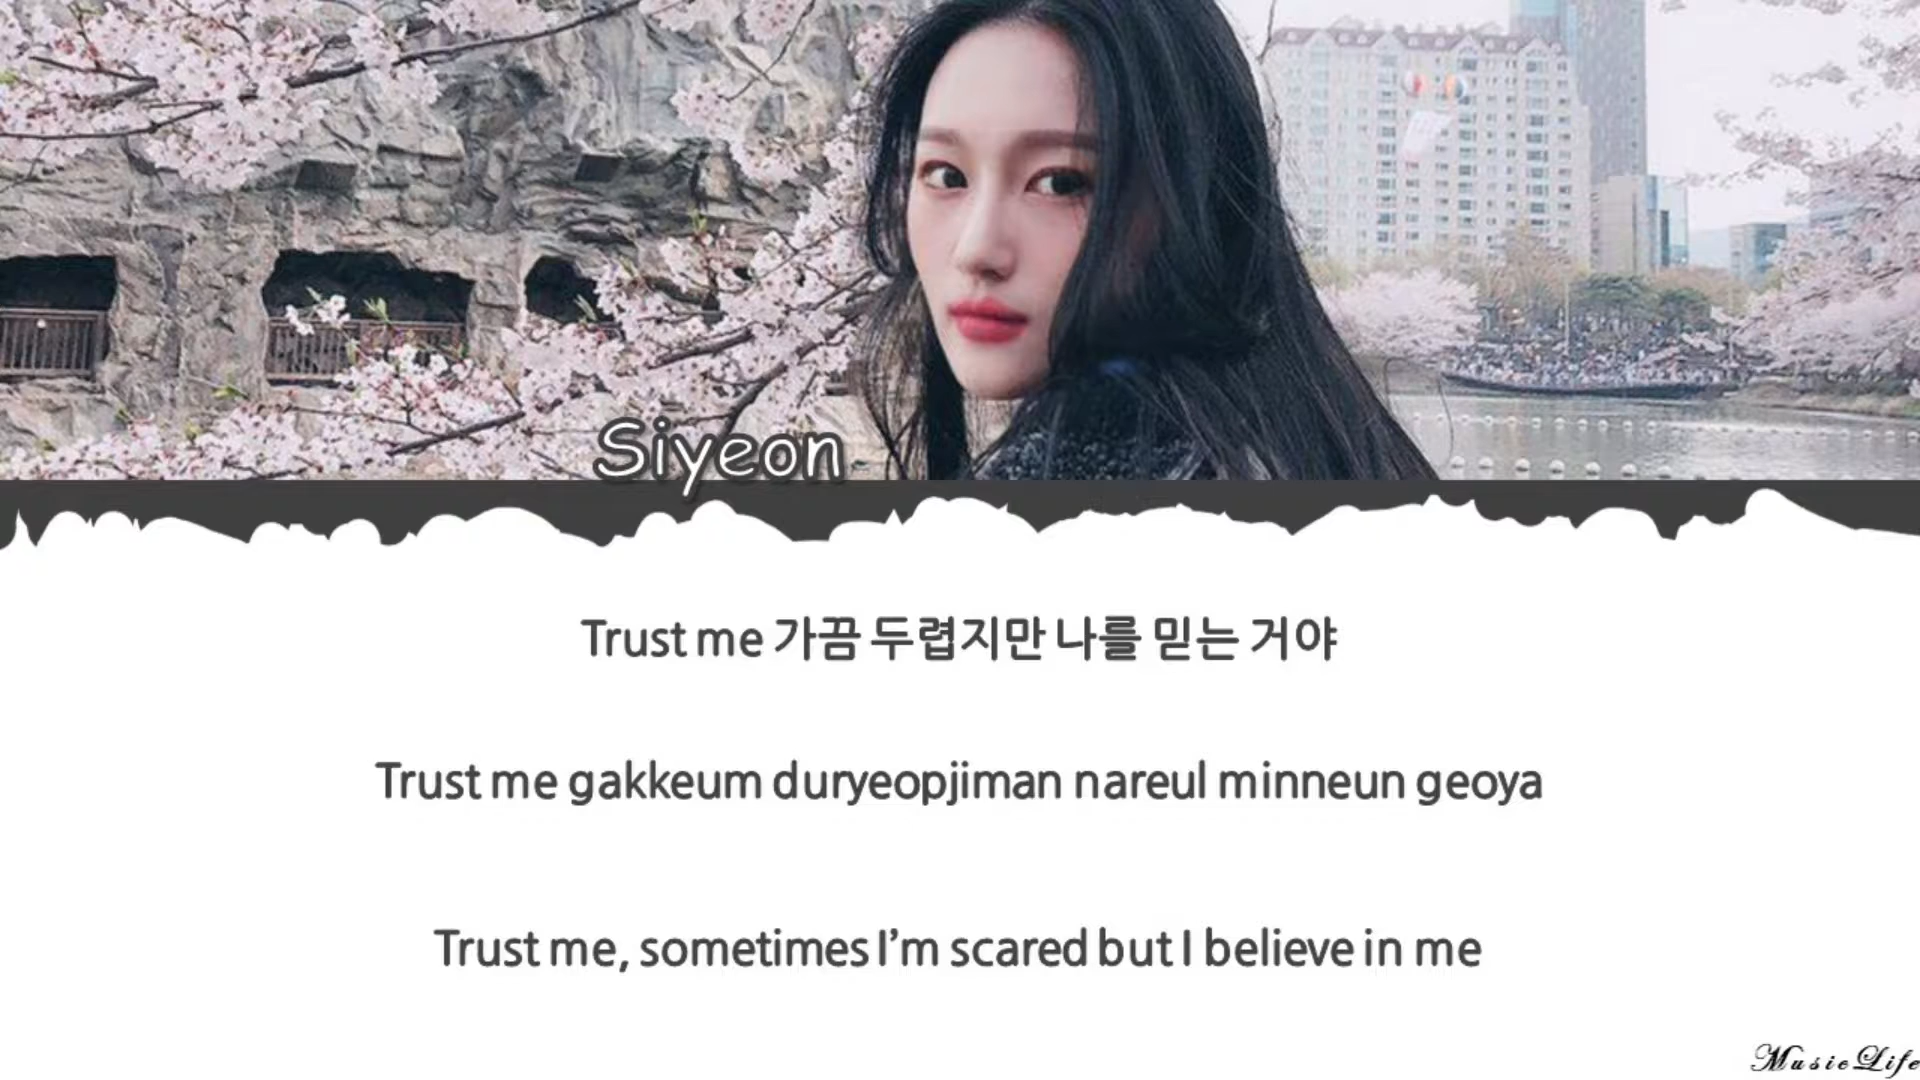 Siyeon
Trust me 가끔 두렵지만 나를 믿는 거야
Trust me gakkeum duryeopjiman nareul minneun geoya
Trust me, sometimes I’m scared but I believe in me
MusicLife